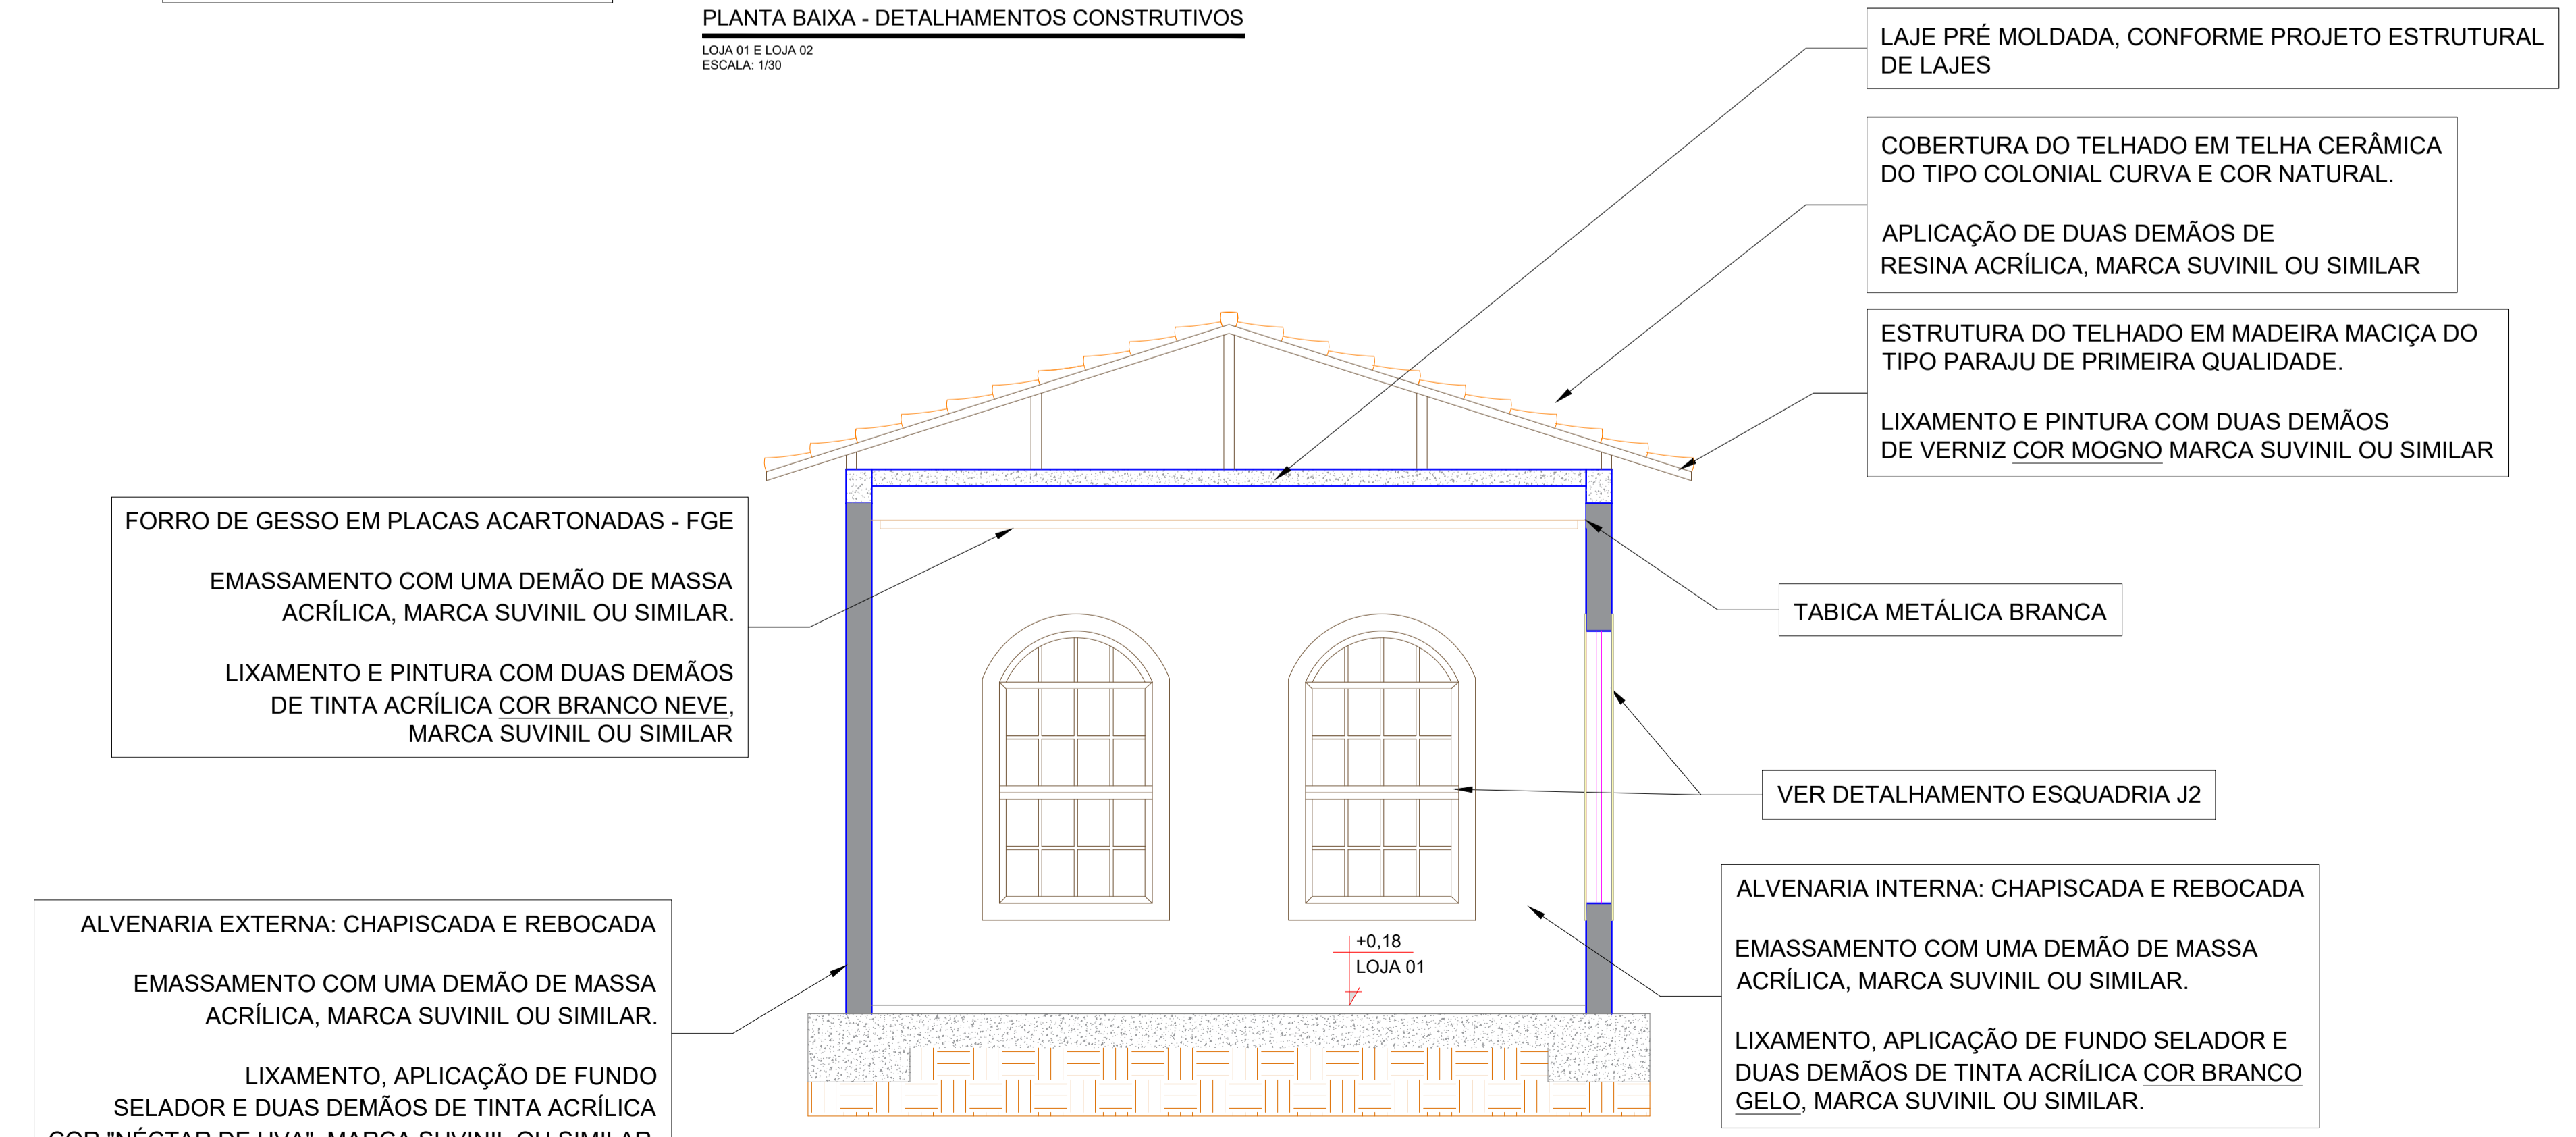 PLANTA BAIXA - DETALHAMENTOS CONSTRUTIVOS
LOJA 01 E LOJA 02
ESCALA: 1/30
LAJE PRÉ MOLDADA, CONFORME PROJETO ESTRUTURAL
DE LAJES
COBERTURA DO TELHADO EM TELHA CERÂMICA
DO TIPO COLONIAL CURVA E COR NATURAL.
APLICAÇÃO DE DUAS DEMÃOS DE
RESINA ACRÍLICA, MARCA SUVINIL OU SIMILAR
ESTRUTURA DO TELHADO EM MADEIRA MACIÇA DO
TIPO PARAJU DE PRIMEIRA QUALIDADE.
LIXAMENTO E PINTURA COM DUAS DEMÃOS
DE VERNIZ COR MOGNO MARCA SUVINIL OU SIMILAR
FORRO DE GESSO EM PLACAS ACARTONADAS - FGE
EMASSAMENTO COM UMA DEMÃO DE MASSA
ACRÍLICA, MARCA SUVINIL OU SIMILAR.
LIXAMENTO E PINTURA COM DUAS DEMÃOS
DE TINTA ACRÍLICA COR BRANCO NEVE,
MARCA SUVINIL OU SIMILAR
TABICA METÁLICA BRANCA
VER DETALHAMENTO ESQUADRIA J2
ALVENARIA EXTERNA: CHAPISCADA E REBOCADA
EMASSAMENTO COM UMA DEMÃO DE MASSA
ACRÍLICA, MARCA SUVINIL OU SIMILAR.
LIXAMENTO, APLICAÇÃO DE FUNDO
SELADOR E DUAS DEMÃOS DE TINTA ACRÍLICA
COR "NÉCTAR DE UVA", MARCA SUVINIL OU SIMILAR.
+0,18
LOJA 01
ALVENARIA INTERNA: CHAPISCADA E REBOCADA
EMASSAMENTO COM UMA DEMÃO DE MASSA
ACRÍLICA, MARCA SUVINIL OU SIMILAR.
LIXAMENTO, APLICAÇÃO DE FUNDO SELADOR E
DUAS DEMÃOS DE TINTA ACRÍLICA COR BRANCO
GELO, MARCA SUVINIL OU SIMILAR.